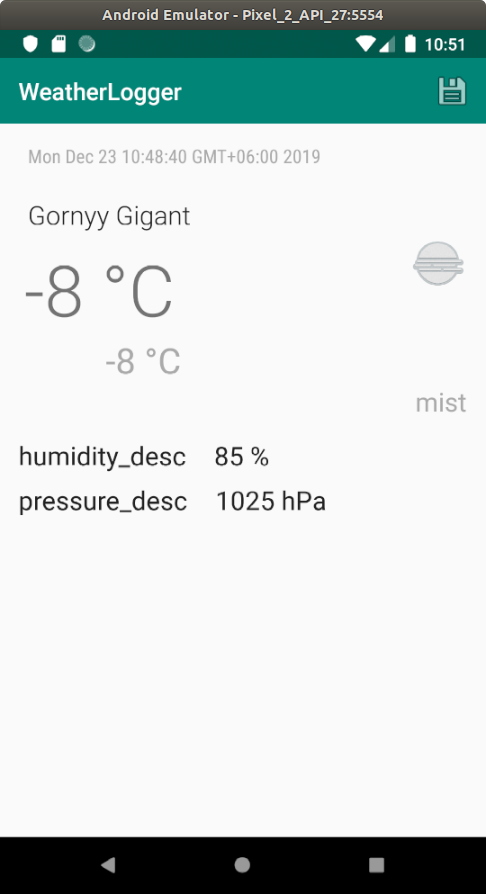 Android Emulator - Pixel_2_API_27:5554
10:51
WeatherLogger
Mon Dec 23 10:48:40 GMT+06:00 2019
Gornyy Gigant
-8 °C
-8 °C
mist
humidity_desc 85 %
pressure_desc 1025 hPa